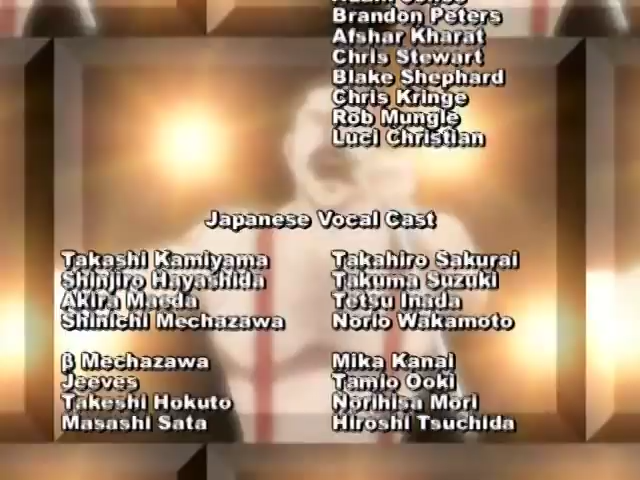 Brandon Peters
Afshar Kharat
Chris Stewart
Blake Shephard
Chris Kringe
Rob Mungle
Luci Christian
Japanese Vocal Cast
Takashi Kamiyama Takahiro Sakurai
Shinjiro Hayashida Takuma Suzuki
Akira Maeda Tetsu Inada
Shinichi Mechazawa Norio Wakamoto
β Mechazawa Mika Kanai
Jeeves Tamio Ooki
Takeshi Hokuto Norihisa Mori
Masashi Sata Hiroshi Tsuchida